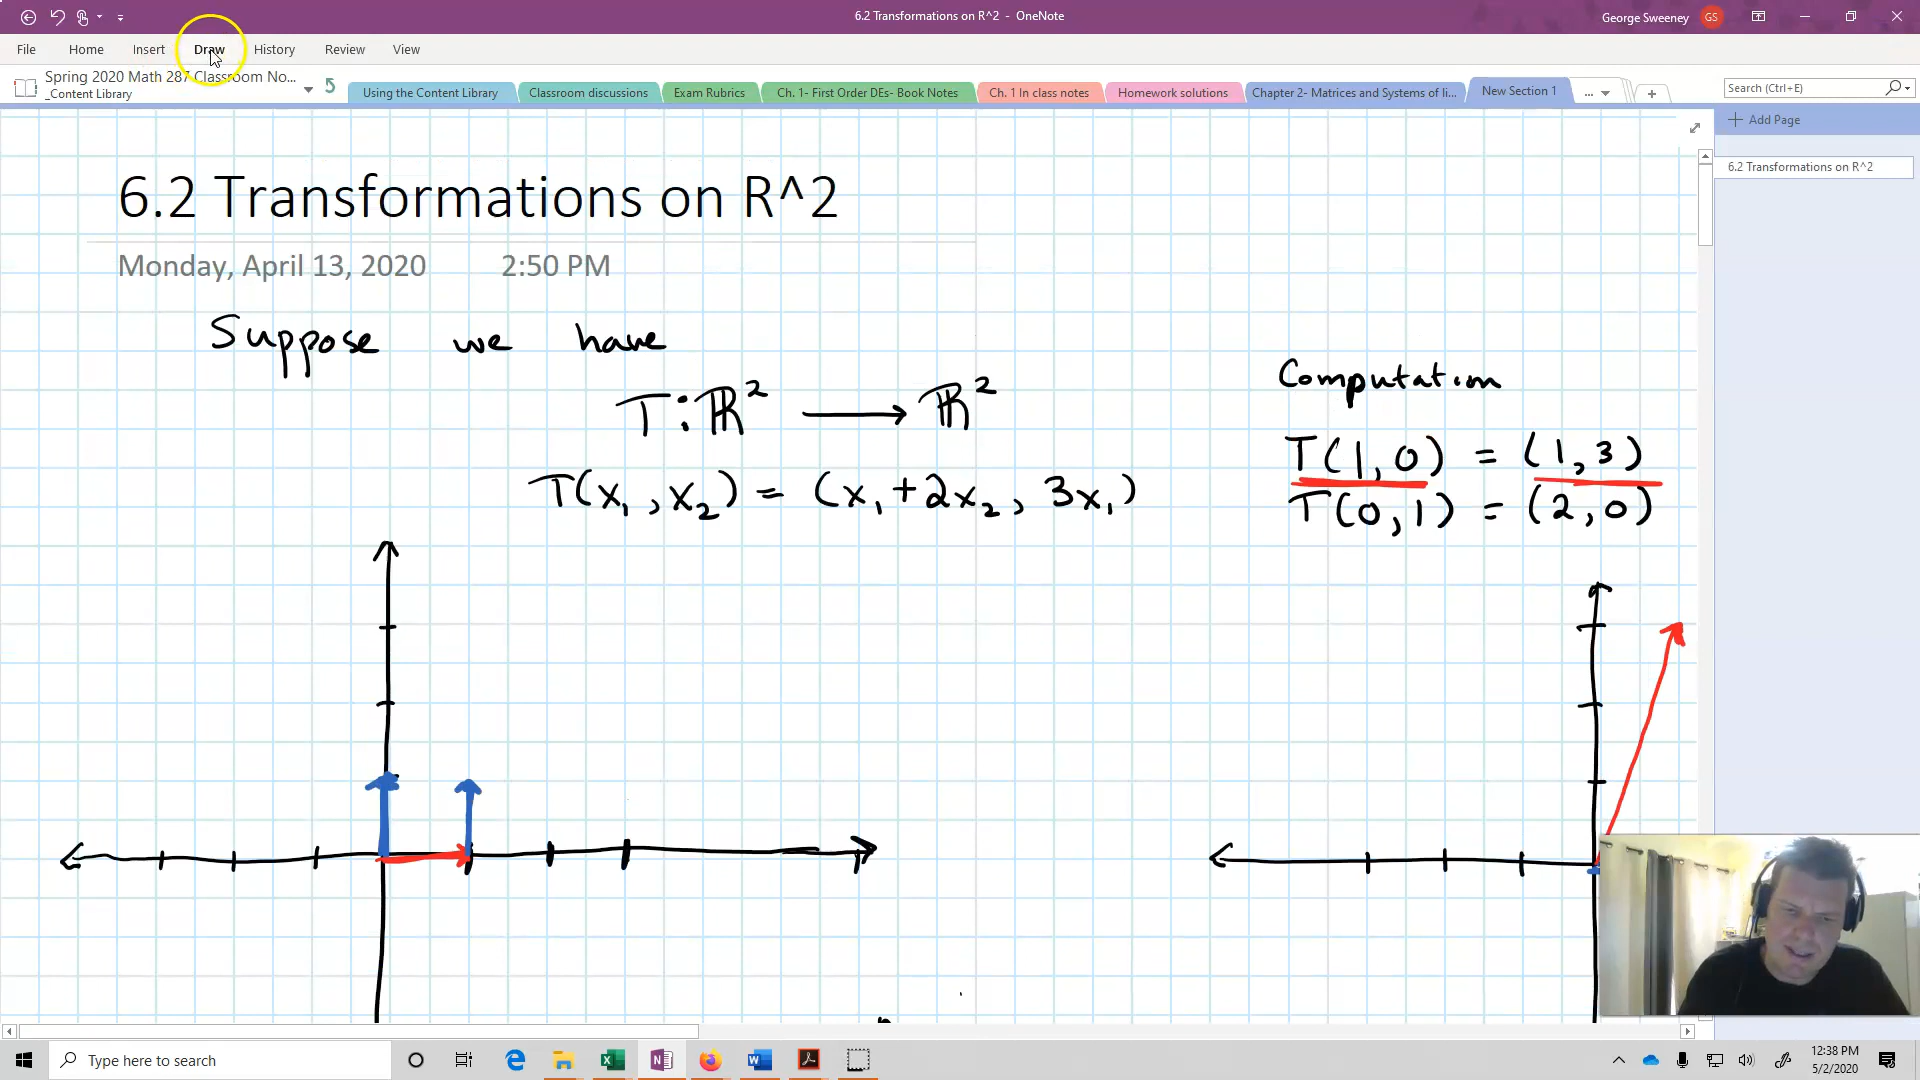 6.2 Transformations on R^2 - OneNote
George Sweeney
GS
File Home Insert Draw History Review View
Spring 2020 Math 287 Classroom No...
_Content Library
Using the Content Library
Classroom discussions
Exam Rubrics
Ch. 1- First Order DEs- Book Notes
Ch. 1 In class notes
Homework solutions
Chapter 2- Matrices and Systems of li...
New Section 1
...
Search (Ctrl+E)
Add Page
6.2 Transformations on R^2
6.2 Transformations on R^2
Monday, April 13, 2020 2:50 PM
Suppose we have
T: ℝ² → ℝ²
T(x₁, x₂) = (x₁+2x₂, 3x₁)
Computation
T(1,0) = (1,3)
T(0,1) = (2,0)
Type here to search
12:38 PM
5/2/2020